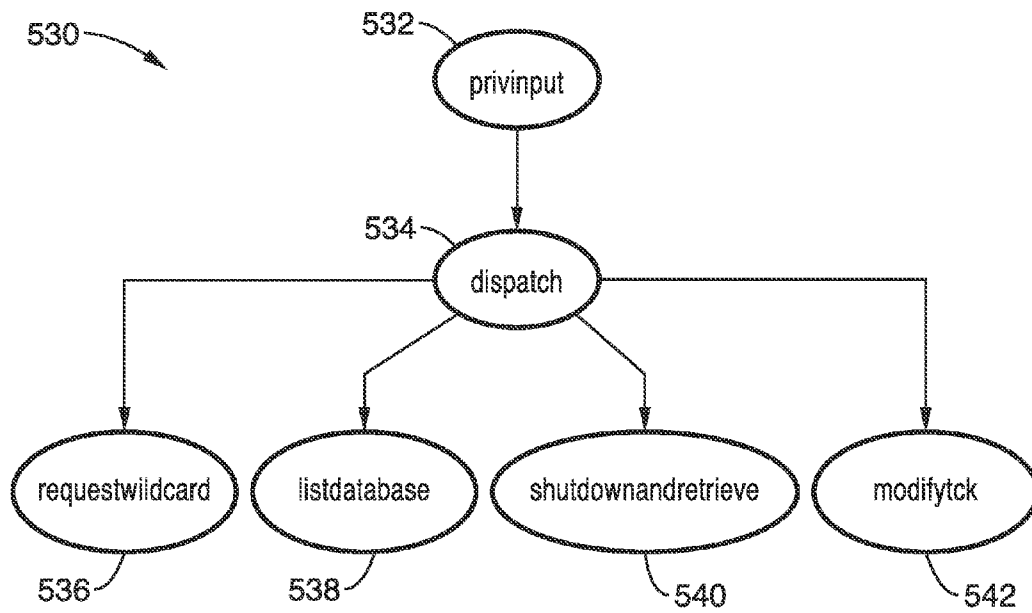 530
532
privinput
534
dispatch
requestwildcard
listdatabase
shutdownandretrieve
modifytck
536
538
540
542